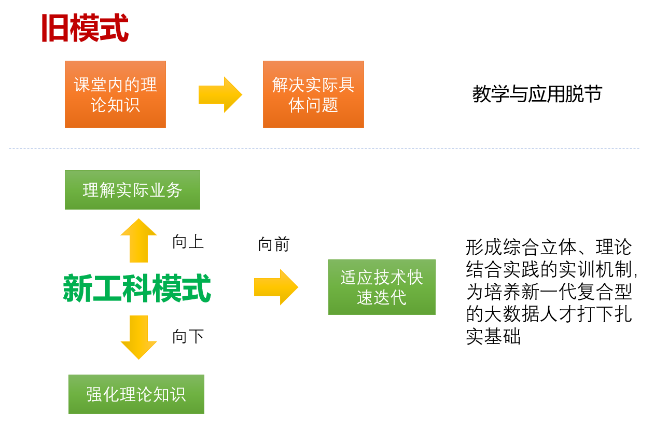 旧模式
课堂内的理
论知识
解决实际具
体问题
教学与应用脱节
理解实际业务
向上
向前
新工科模式
适应技术快
速迭代
向下
强化理论知识
形成综合立体、理论
结合实践的实训机制,
为培养新一代复合型
的大数据人才打下扎
实基础